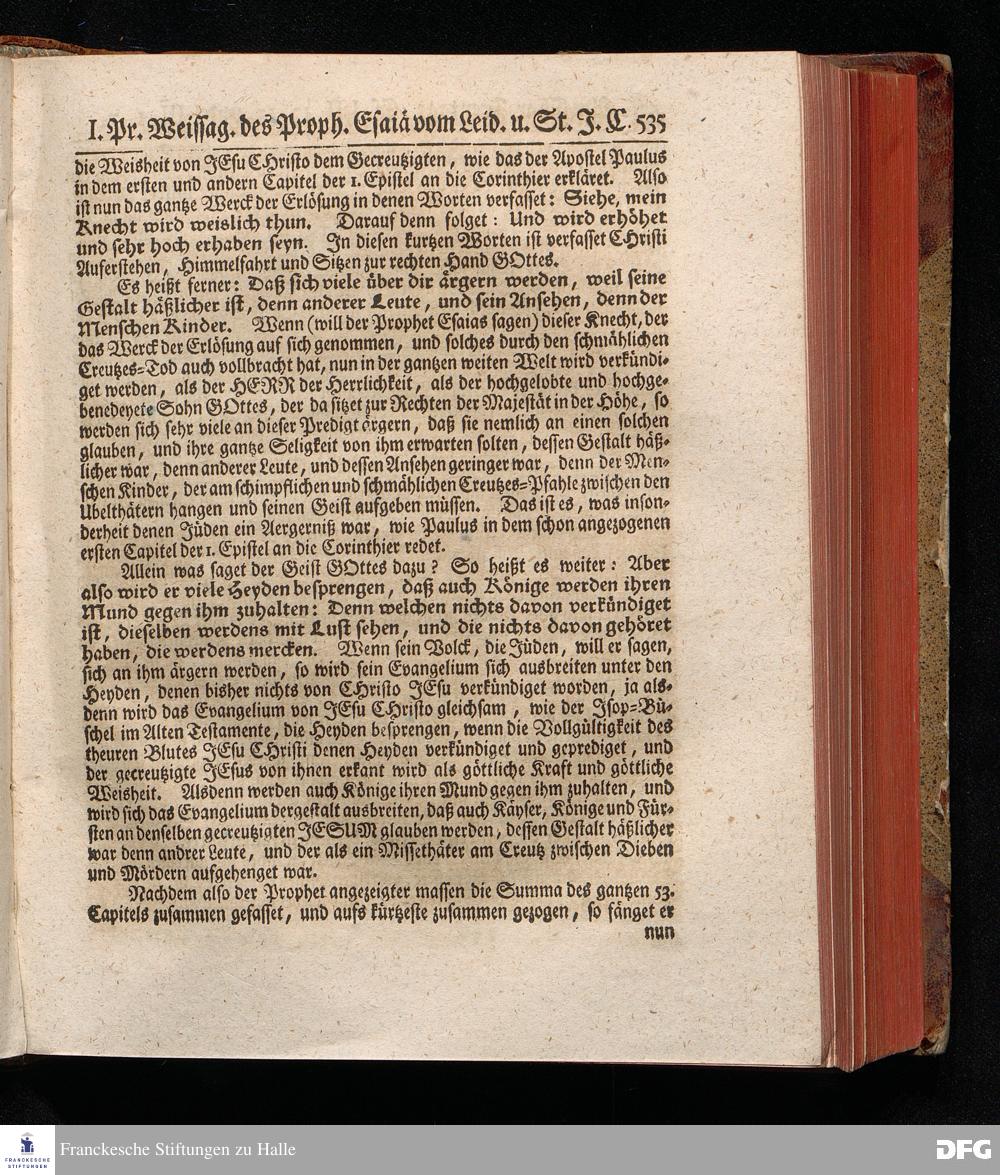 I. Pr. Weissag. des Proph. Esaiä vom Leid. u. St. J. C. 535
die Weisheit von JEsu CHristo dem Gecreutzigten, wie das der Apostel Paulus
in dem ersten und andern Capitel der 1. Epistel an die Corinthier erkläret. Also
ist nun das gantze Werck der Erlösung in denen Worten verfasset: Siehe, mein
Knecht wird weislich thun. Darauf denn folget: Und wird erhöhet
und sehr hoch erhaben seyn. In diesen kurtzen Worten ist verfasset CHristi
Auferstehen, Himmelfahrt und Sitzen zur rechten Hand GOttes.
Es heißt ferner: Daß sich viele über dir ärgern werden, weil seine
Gestalt häßlicher ist, denn anderer Leute, und sein Ansehen, denn der
Menschen Kinder. Wenn (will der Prophet Esaias sagen) dieser Knecht, der
das Werck der Erlösung auf sich genommen, und solches durch den schmählichen
Creutzes-Tod auch vollbracht hat, nun in der gantzen weiten Welt wird verkündi-
get werden, als der HERR der Herrlichkeit, als der hochgelobte und hochge-
benedeyete Sohn GOttes, der da sitzet zur Rechten der Majestät in der Höhe, so
werden sich sehr viele an dieser Predigt ärgern, daß sie nemlich an einen solchen
glauben, und ihre gantze Seligkeit von ihm erwarten solten, dessen Gestalt häß-
licher war, denn anderer Leute, und dessen Ansehen geringer war, denn der Men-
schen Kinder, der am schimpflichen und schmählichen Creutzes-Pfahle zwischen den
Ubelthätern hangen und seinen Geist aufgeben müssen. Das ist es, was inson-
derheit denen Jüden ein Aergerniß war, wie Paulus in dem schon angezogenen
ersten Capitel der 1. Epistel an die Corinthier redet.
Allein was saget der Geist GOttes dazu? So heißt es weiter: Aber
also wird er viele Heyden besprengen, daß auch Könige werden ihren
Mund gegen ihm zuhalten: Denn welchen nichts davon verkündiget
ist, dieselben werdens mit Lust sehen, und die nichts davon gehöret
haben, die werdens mercken. Wenn sein Volck, die Jüden, will er sagen,
sich an ihm ärgern werden, so wird sein Evangelium sich ausbreiten unter den
Heyden, denen bisher nichts von CHristo JEsu verkündiget worden, ja als-
denn wird das Evangelium von JEsu CHristo gleichsam, wie der Isop-Bü-
schel im Alten Testamente, die Heyden besprengen, wenn die Vollgültigkeit des
theuren Blutes JEsu CHristi denen Heyden verkündiget und geprediget, und
der gecreutzigte JEsus von ihnen erkant wird als göttliche Kraft und göttliche
Weisheit. Alsdenn werden auch Könige ihren Mund gegen ihm zuhalten, und
wird sich das Evangelium dergestalt ausbreiten, daß auch Käyser, Könige und Für-
sten an denselben gecreutzigten JESUM glauben werden, dessen Gestalt häßlicher
war denn andrer Leute, und der als ein Missethäter am Creutz zwischen Dieben
und Mördern aufgehenget war.
Nachdem also der Prophet angezeigter massen die Summa des gantzen 53.
Capitels zusammen gefasset, und aufs kürtzeste zusammen gezogen, so fänget er
nun
FRANCKESCHE
STIFTUNGEN
Franckesche Stiftungen zu Halle
DFG